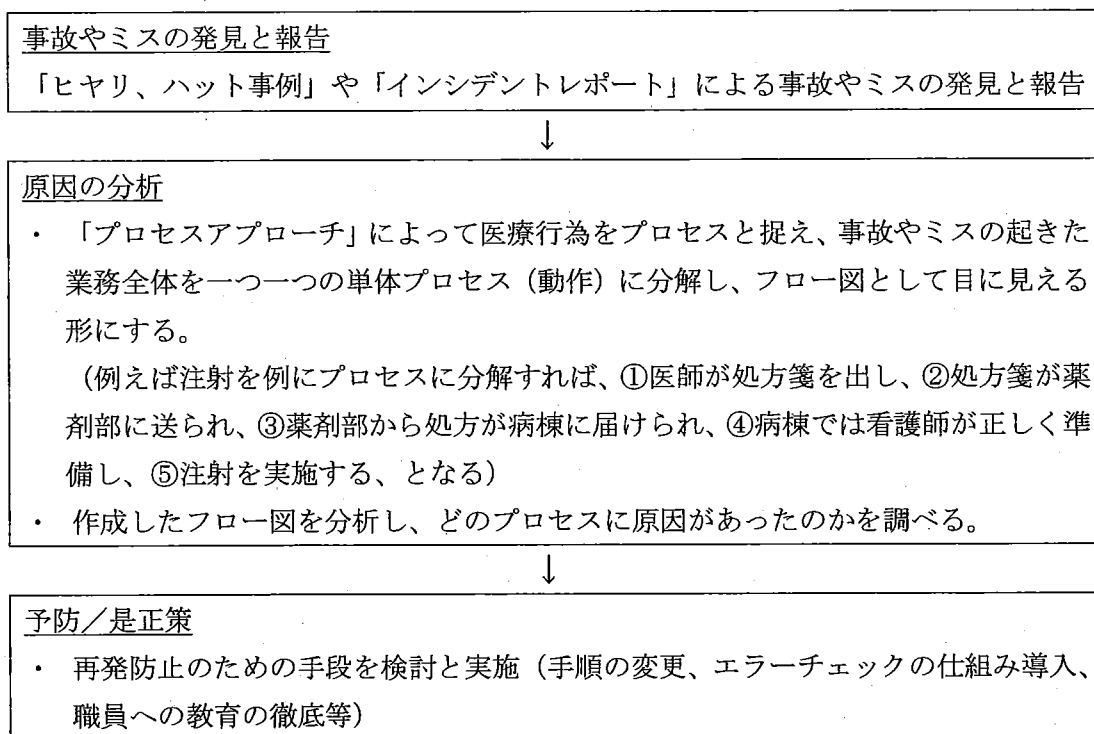 事故やミスの発見と報告
「ヒヤリ、ハット事例」や「インシデントレポート」による事故やミスの発見と報告
↓
原因の分析
・ 「プロセスアプローチ」によって医療行為をプロセスと捉え、事故やミスの起きた
業務全体を一つ一つの単体プロセス（動作）に分解し、フロー図として目に見える
形にする。
（例えば注射を例にプロセスに分解すれば、①医師が処方箋を出し、②処方箋が薬
剤部に送られ、③薬剤部から処方が病棟に届けられ、④病棟では看護師が正しく準
備し、⑤注射を実施する、となる）
・ 作成したフロー図を分析し、どのプロセスに原因があったのかを調べる。
↓
予防／是正策
・ 再発防止のための手段を検討と実施（手順の変更、エラーチェックの仕組み導入、
職員への教育の徹底等）